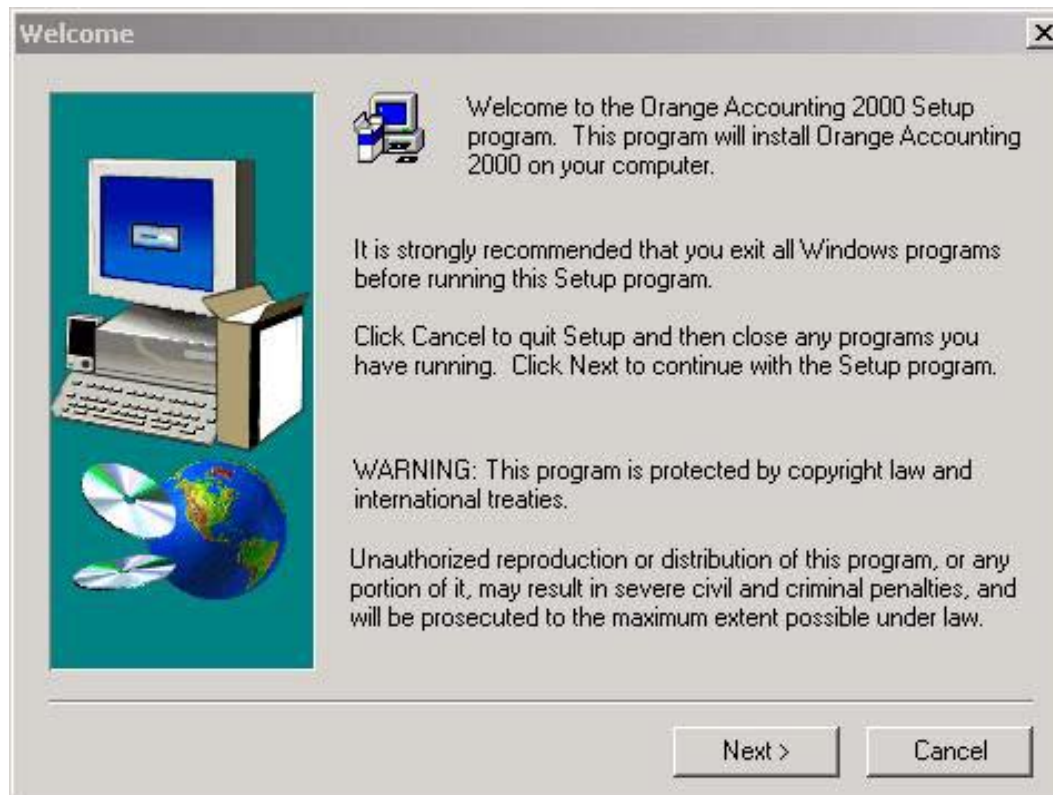 Welcome
Welcome to the Orange Accounting 2000 Setup
program.  This program will install Orange Accounting
2000 on your computer.
It is strongly recommended that you exit all Windows programs
before running this Setup program.
Click Cancel to quit Setup and then close any programs you
have running.  Click Next to continue with the Setup program.
WARNING: This program is protected by copyright law and
international treaties.
Unauthorized reproduction or distribution of this program, or any
portion of it, may result in severe civil and criminal penalties, and
will be prosecuted to the maximum extent possible under law.
Next >
Cancel